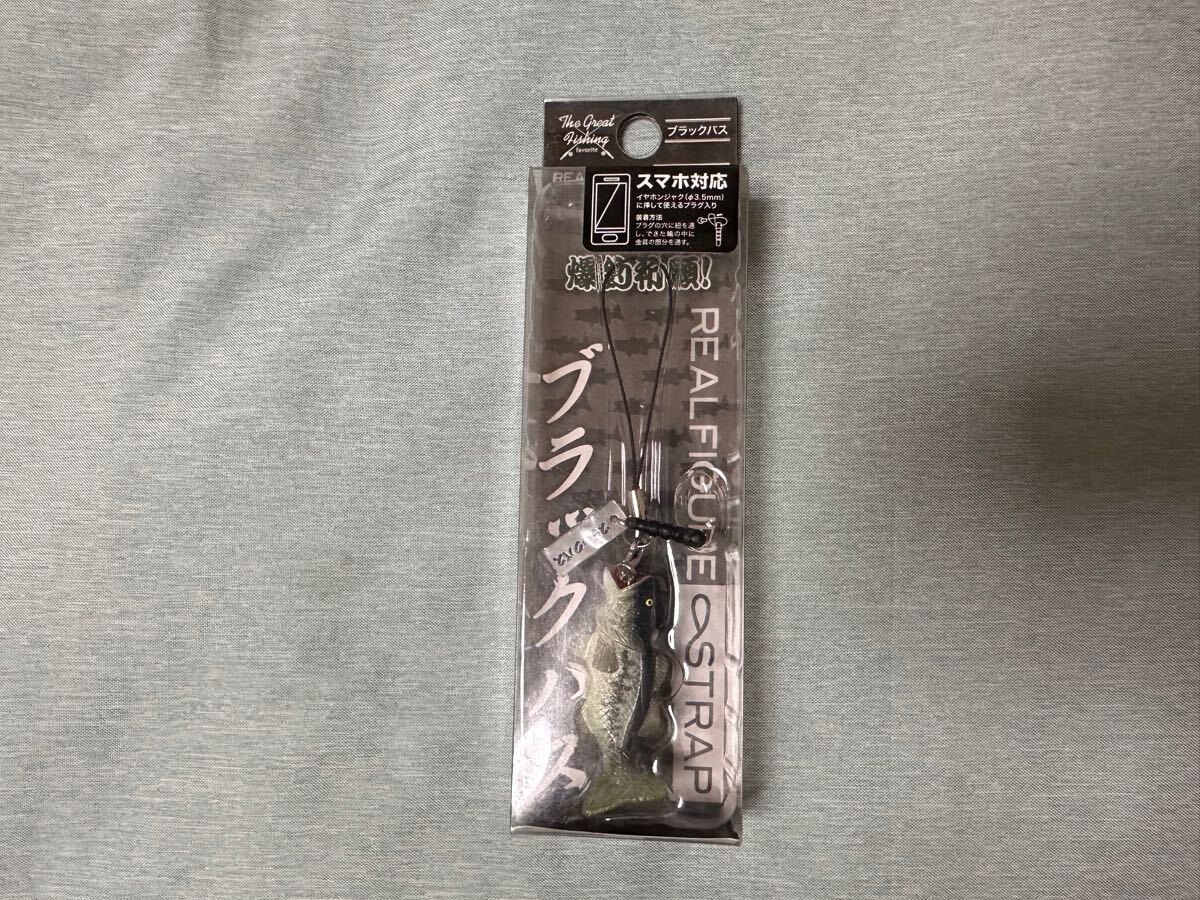 The Great
Fishing
favorite
ブラックバス
REA
スマホ対応
イヤホンジャク(φ3.5mm)
に挿して使えるプラグ入り
装着方法
プラグの穴に紐を通
し、できた輪の中に
金具の部分を通す。
爆釣祈願!
REALFIGURE STRAP
ブラックバス